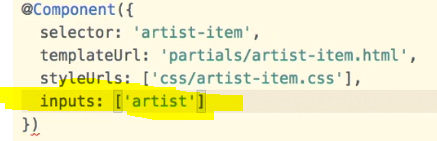 @Component({
selector: 'artist-item',
templateUrl: 'partials/artist-item.html',
styleUrls: ['css/artist-item.css'],
inputs: ['artist']
})